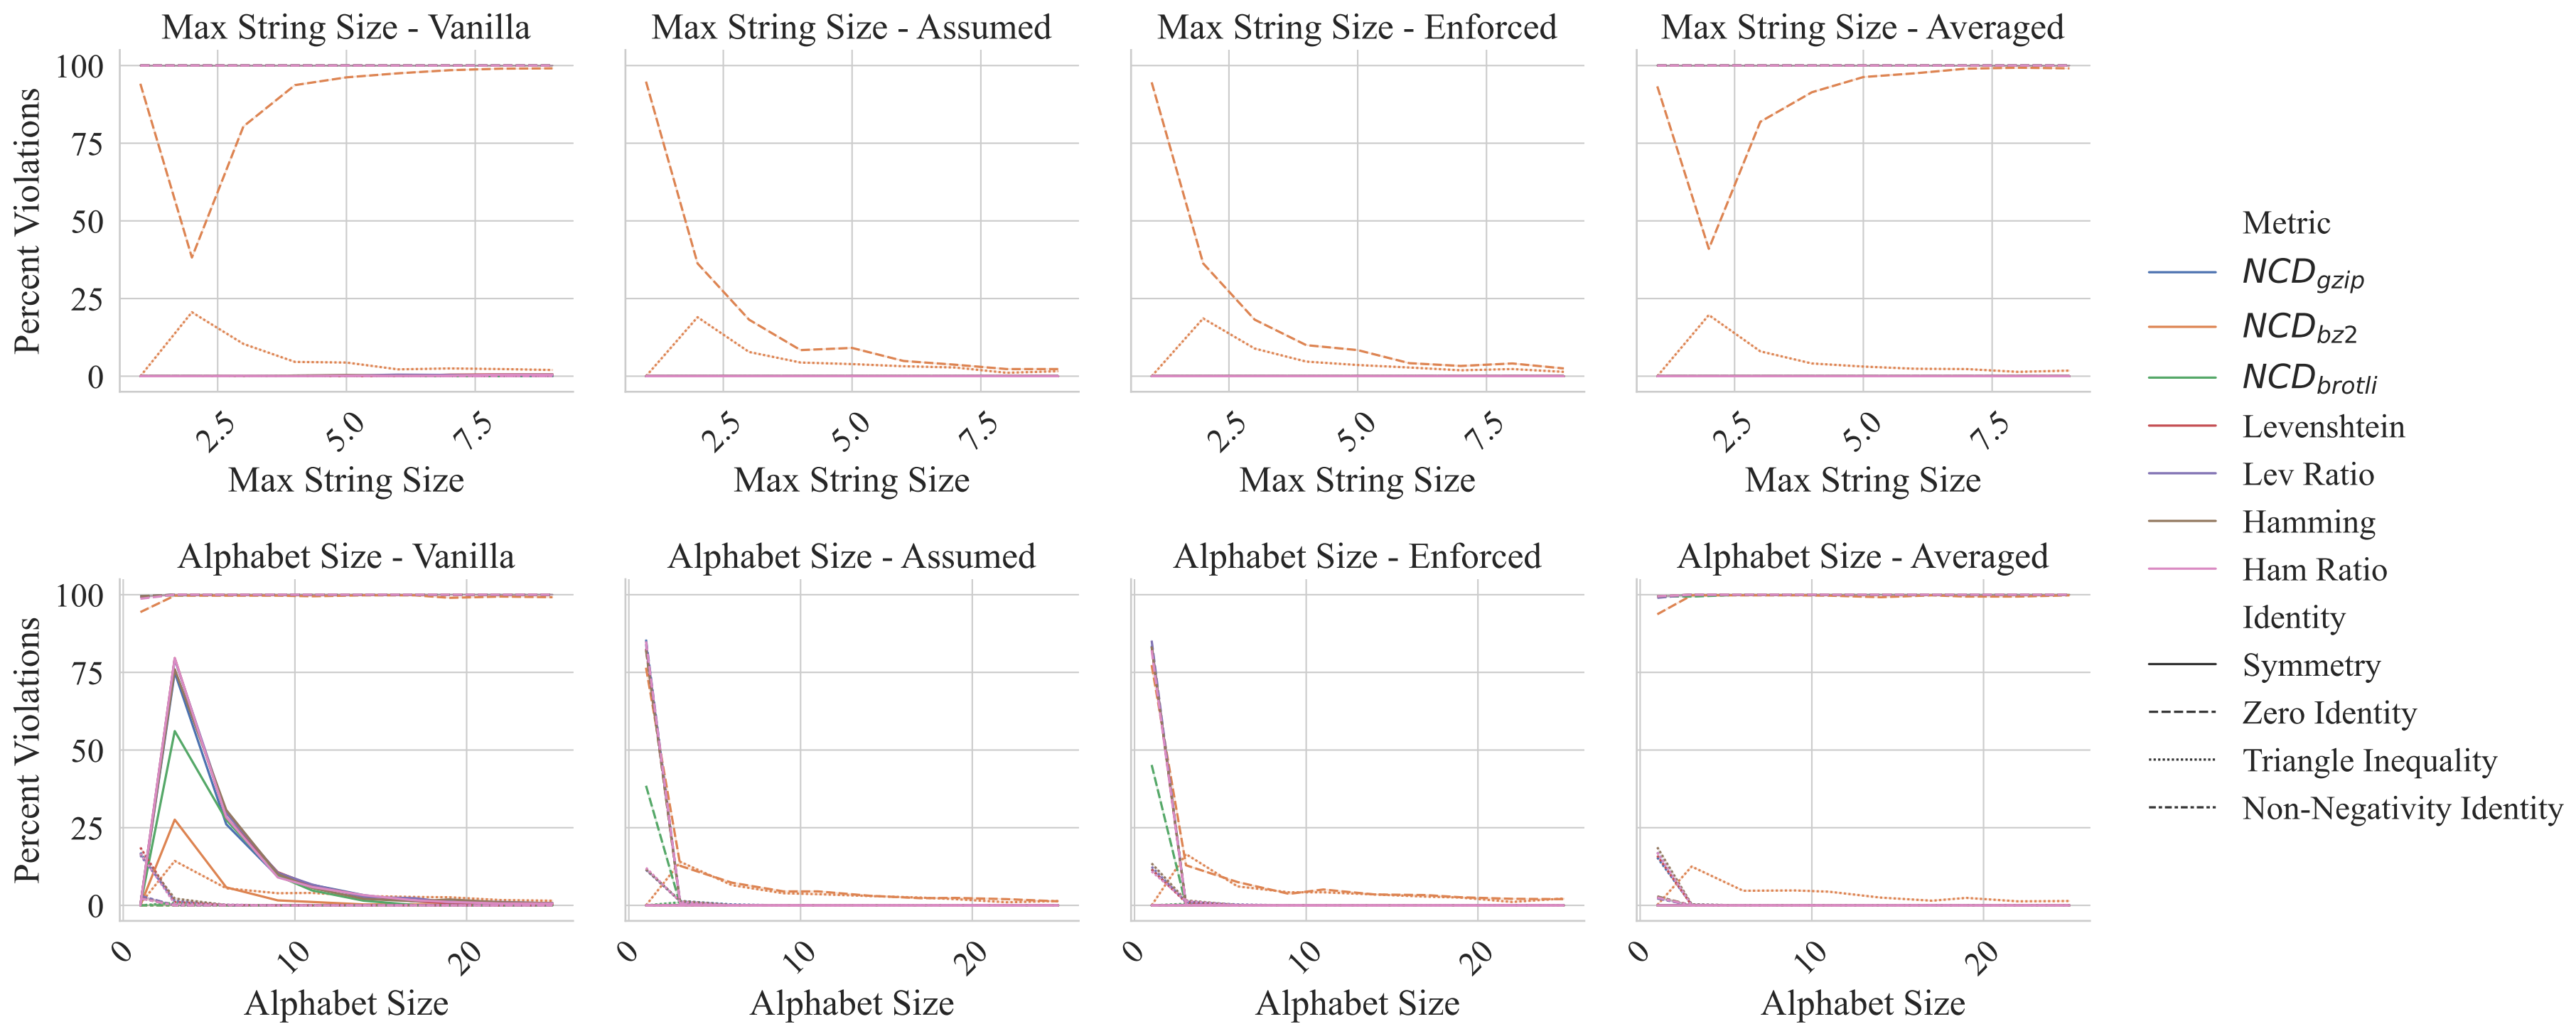 Max String Size - Vanilla
Max String Size - Assumed
Max String Size - Enforced
Max String Size - Averaged
Percent Violations
100
75
50
25
0
2.5 5.0 7.5
2.5 5.0 7.5
2.5 5.0 7.5
2.5 5.0 7.5
Max String Size
Max String Size
Max String Size
Max String Size
Alphabet Size - Vanilla
Alphabet Size - Assumed
Alphabet Size - Enforced
Alphabet Size - Averaged
Percent Violations
100
75
50
25
0
0 10 20
0 10 20
0 10 20
0 10 20
Alphabet Size
Alphabet Size
Alphabet Size
Alphabet Size
Metric
NCD_gzip
NCD_bz2
NCD_brotli
Levenshtein
Lev Ratio
Hamming
Ham Ratio
Identity
Symmetry
Zero Identity
Triangle Inequality
Non-Negativity Identity